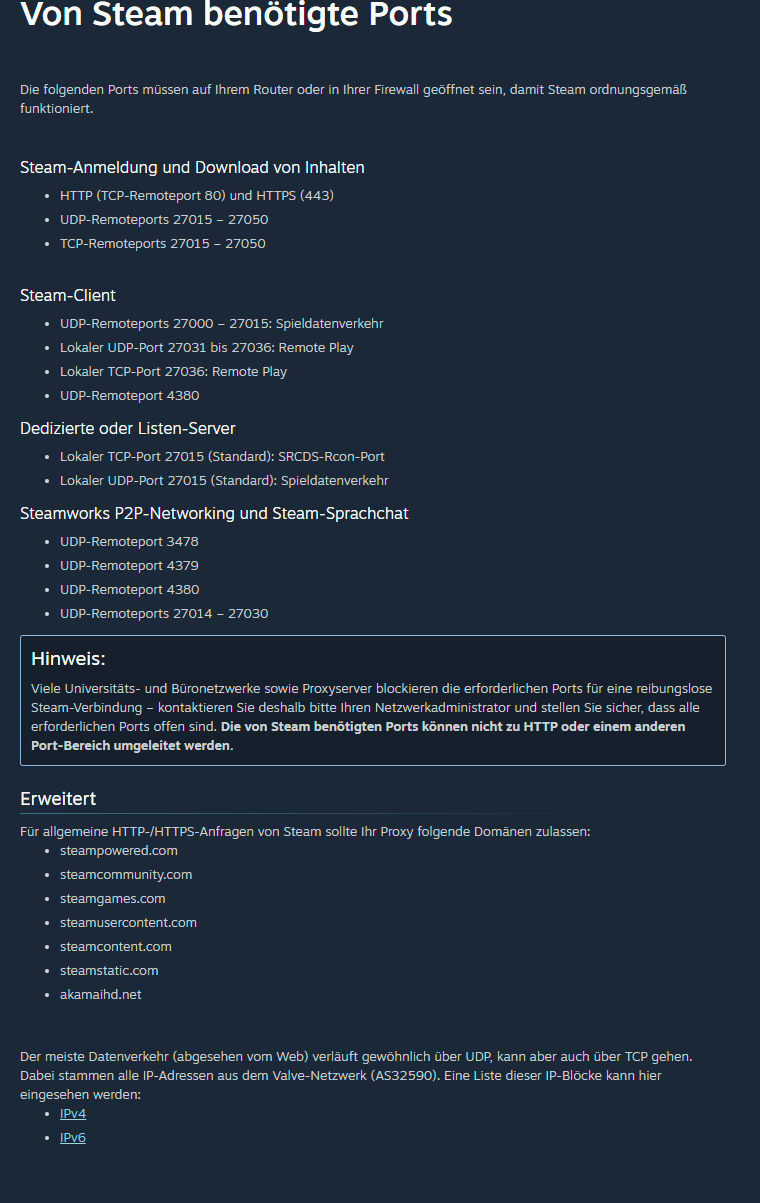 Von Steam benötigte Ports
Die folgenden Ports müssen auf Ihrem Router oder in Ihrer Firewall geöffnet sein, damit Steam ordnungsgemäß
funktioniert.
Steam-Anmeldung und Download von Inhalten
• HTTP (TCP-Remoteport 80) und HTTPS (443)
• UDP-Remoteports 27015 – 27050
• TCP-Remoteports 27015 – 27050
Steam-Client
• UDP-Remoteports 27000 – 27015: Spieldatenverkehr
• Lokaler UDP-Port 27031 bis 27036: Remote Play
• Lokaler TCP-Port 27036: Remote Play
• UDP-Remoteport 4380
Dedizierte oder Listen-Server
• Lokaler TCP-Port 27015 (Standard): SRCDS-Rcon-Port
• Lokaler UDP-Port 27015 (Standard): Spieldatenverkehr
Steamworks P2P-Networking und Steam-Sprachchat
• UDP-Remoteport 3478
• UDP-Remoteport 4379
• UDP-Remoteport 4380
• UDP-Remoteports 27014 – 27030
Hinweis:
Viele Universitäts- und Büronetzwerke sowie Proxyserver blockieren die erforderlichen Ports für eine reibungslose
Steam-Verbindung – kontaktieren Sie deshalb bitte Ihren Netzwerkadministrator und stellen Sie sicher, dass alle
erforderlichen Ports offen sind. Die von Steam benötigten Ports können nicht zu HTTP oder einem anderen
Port-Bereich umgeleitet werden.
Erweitert
Für allgemeine HTTP-/HTTPS-Anfragen von Steam sollte Ihr Proxy folgende Domänen zulassen:
• steampowered.com
• steamcommunity.com
• steamgames.com
• steamusercontent.com
• steamcontent.com
• steamstatic.com
• akamaihd.net
Der meiste Datenverkehr (abgesehen vom Web) verläuft gewöhnlich über UDP, kann aber auch über TCP gehen.
Dabei stammen alle IP-Adressen aus dem Valve-Netzwerk (AS32590). Eine Liste dieser IP-Blöcke kann hier
eingesehen werden:
• IPv4
• IPv6